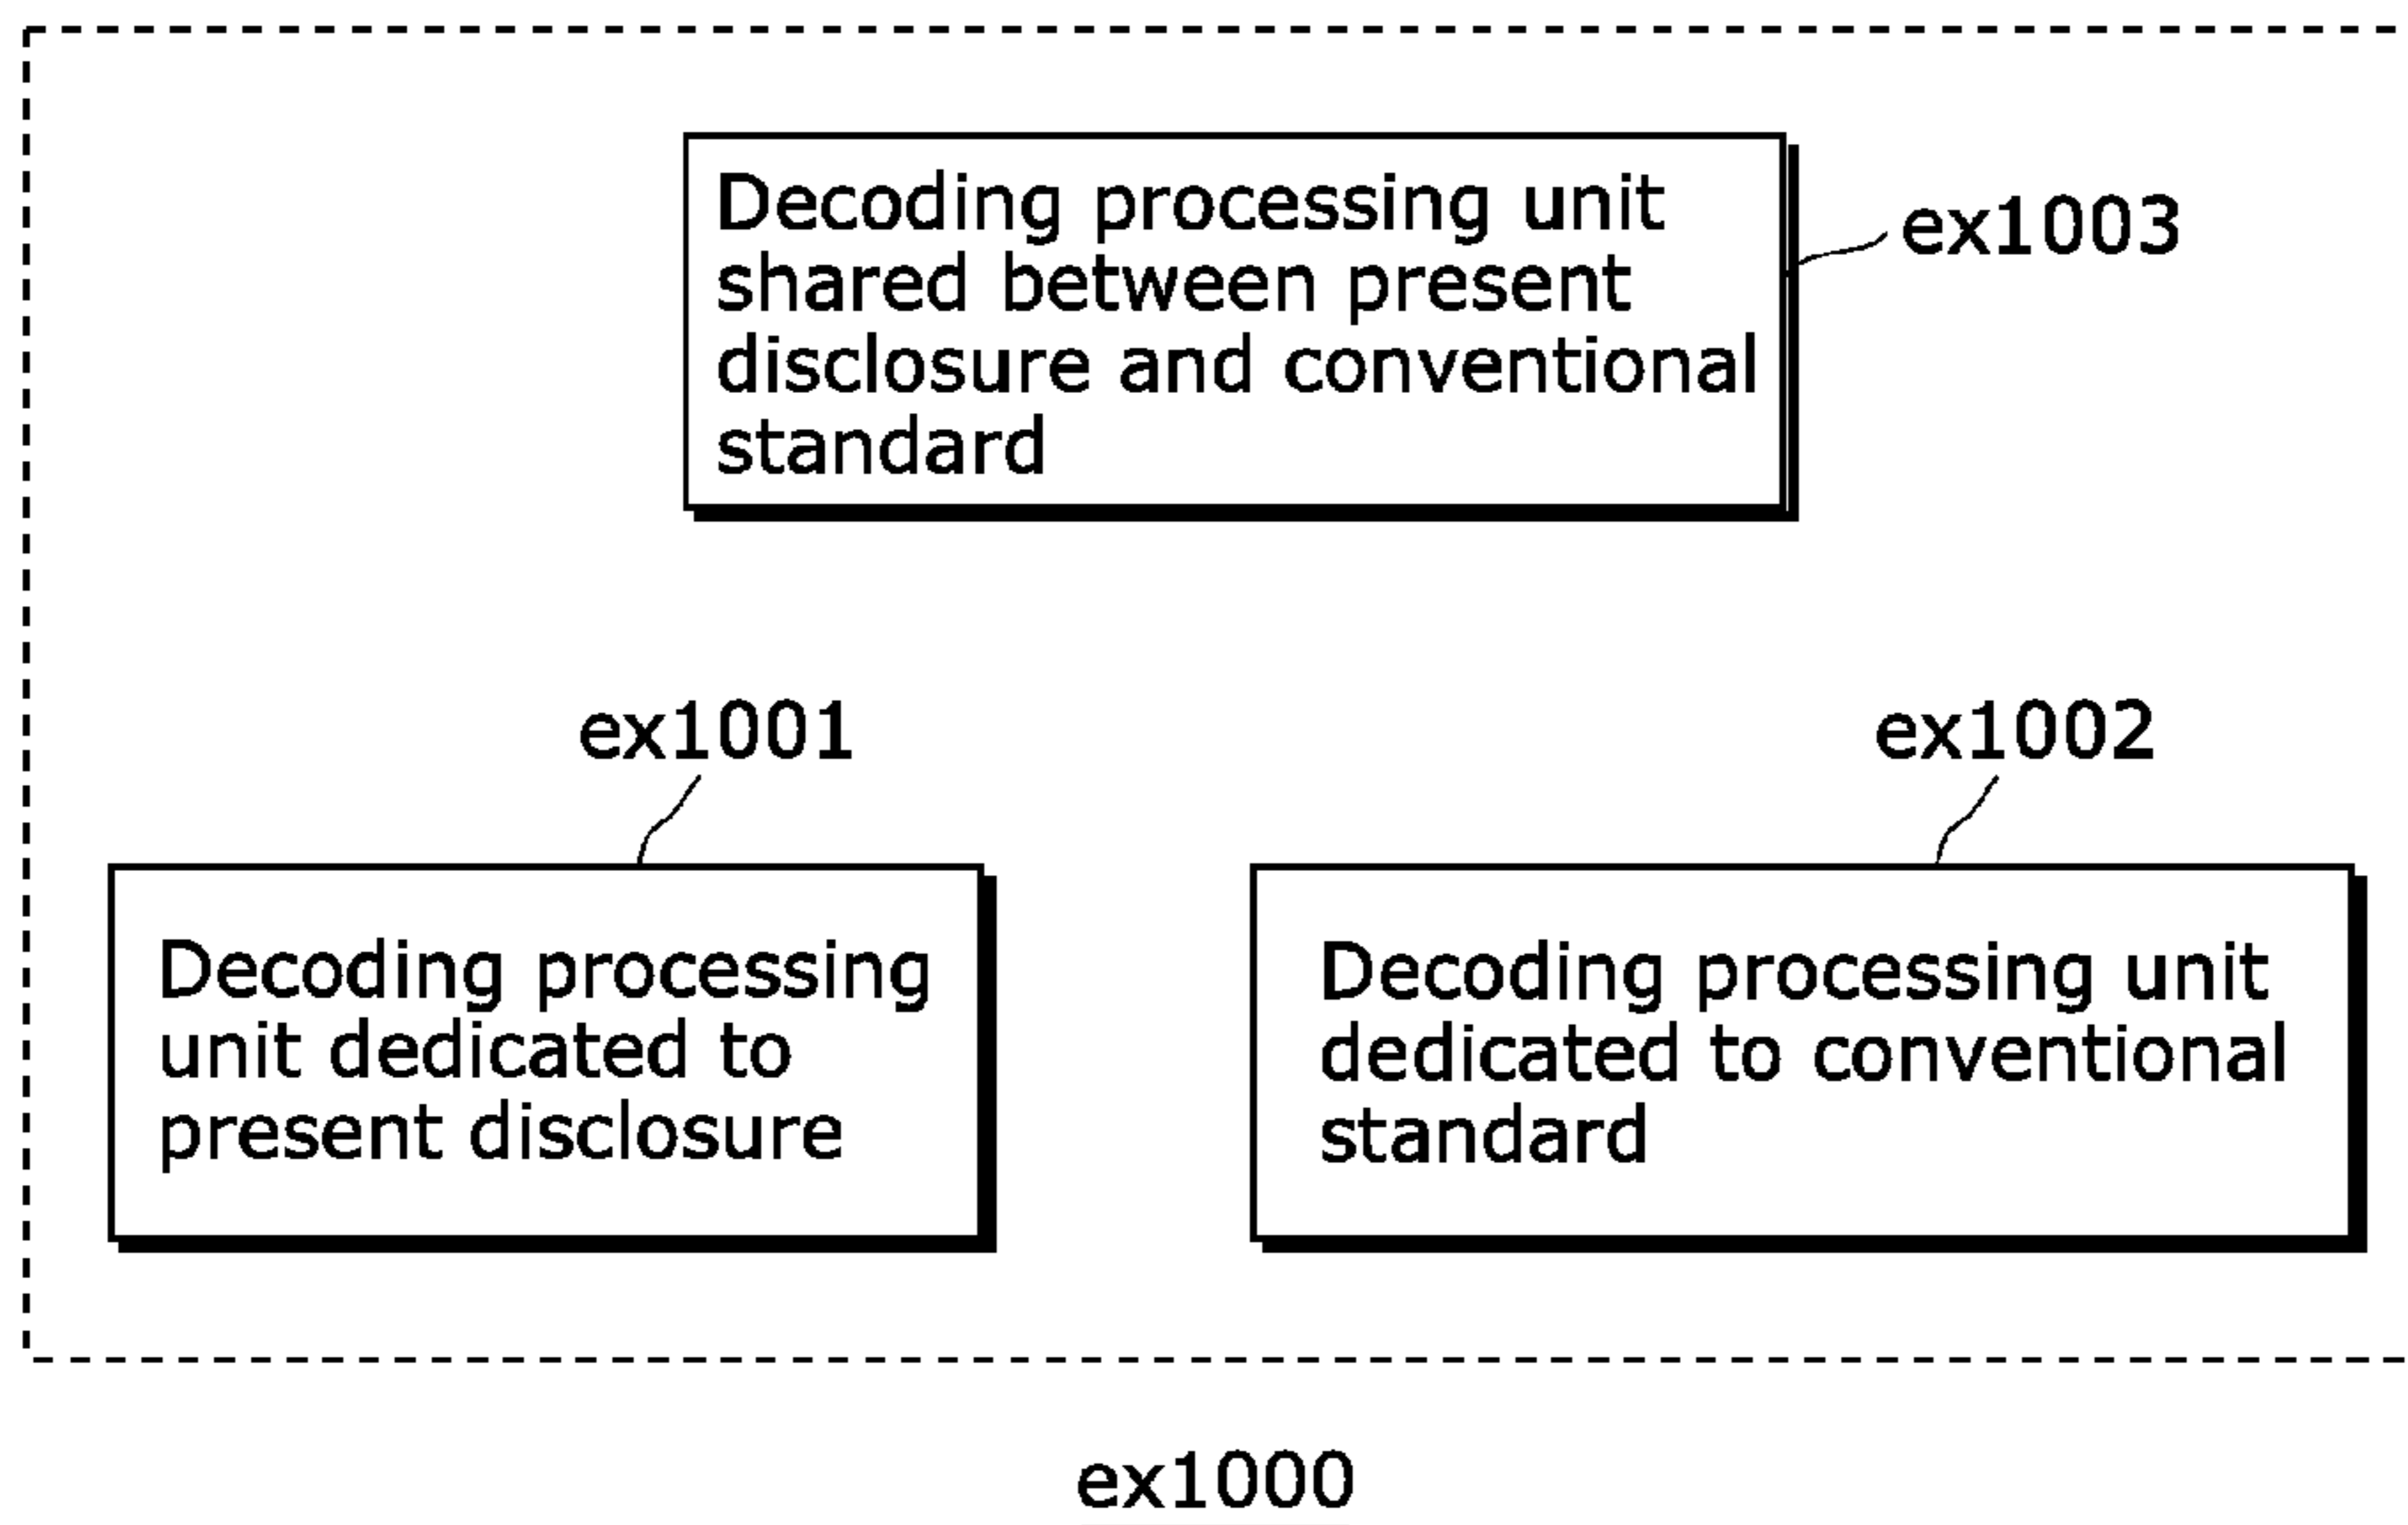 Decoding processing unit
shared between present
disclosure and conventional
standard
ex1003
ex1001
ex1002
Decoding processing
unit dedicated to
present disclosure
Decoding processing unit
dedicated to conventional
standard
ex1000